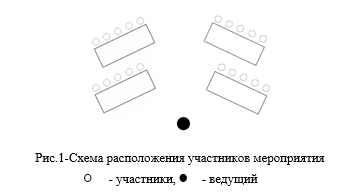 Рис.1-Схема расположения участников мероприятия
- участники, - ведущий